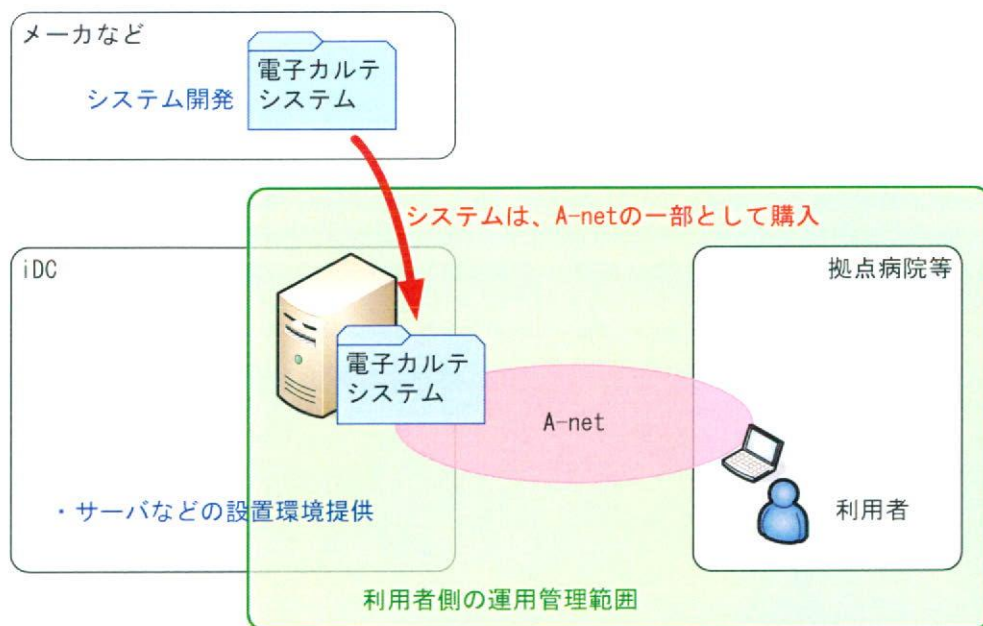 メーカなど
システム開発
電子カルテ
システム
システムは、A-netの一部として購入
iDC
拠点病院等
電子カルテ
システム
A-net
・サーバなどの設置環境提供
利用者
利用者側の運用管理範囲